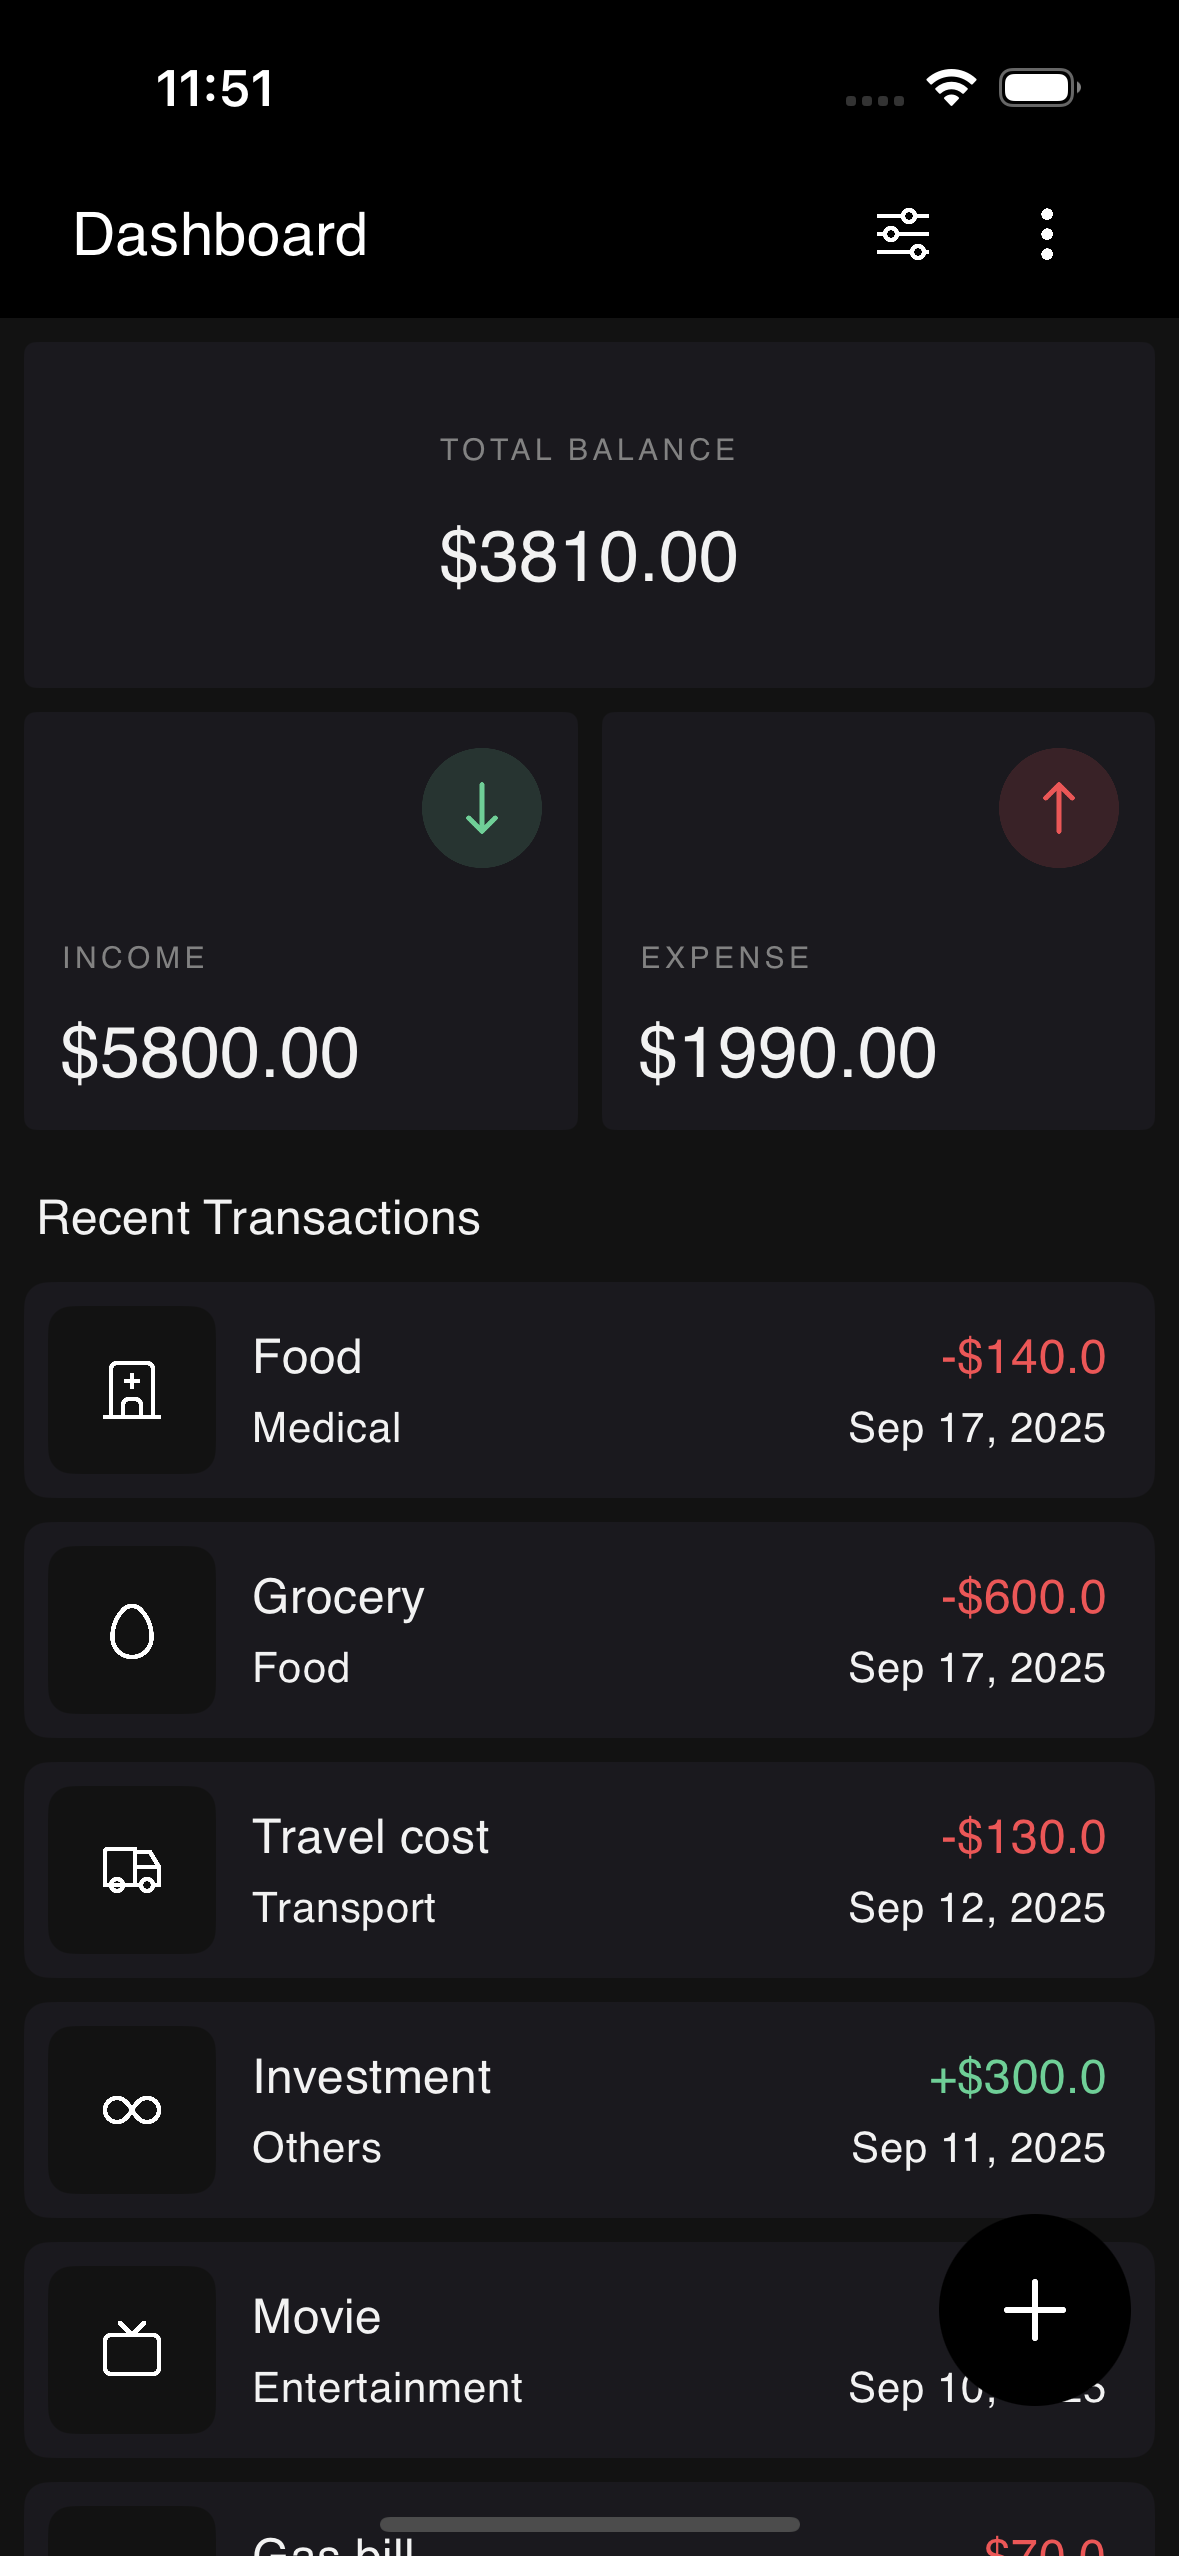 11:51
Dashboard
TOTAL BALANCE
$3810.00
INCOME
$5800.00
EXPENSE
$1990.00
Recent Transactions
Food
-$140.0
Medical
Sep 17, 2025
Grocery
-$600.0
Food
Sep 17, 2025
Travel cost
-$130.0
Transport
Sep 12, 2025
Investment
+$300.0
Others
Sep 11, 2025
Movie
Entertainment
Sep 10,
Gas bill
$70.0